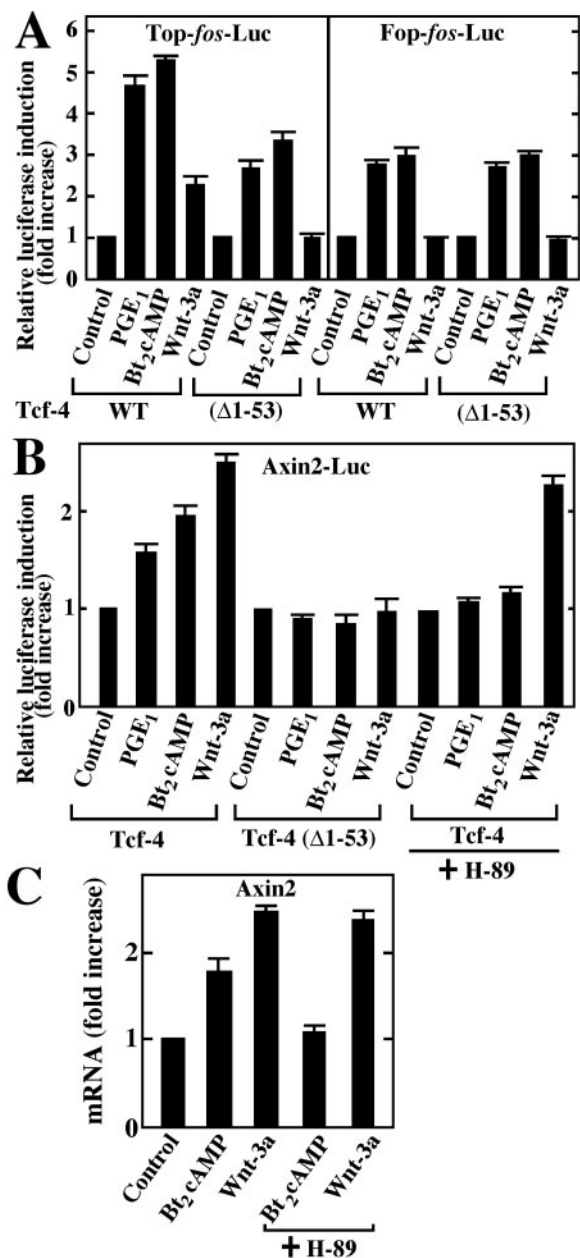 A
Top-fos-Luc Fop-fos-Luc
Relative luciferase induction
(fold increase)
6
5
4
3
2
1
0
Control PGE₁ Bt₂cAMP Wnt-3a Control PGE₁ Bt₂cAMP Wnt-3a Control PGE₁ Bt₂cAMP Wnt-3a Control PGE₁ Bt₂cAMP Wnt-3a
Tcf-4 WT (Δ1-53) WT (Δ1-53)
B
Axin2-Luc
Relative luciferase induction
(fold increase)
2
1
0
Control PGE₁ Bt₂cAMP Wnt-3a Control PGE₁ Bt₂cAMP Wnt-3a Control PGE₁ Bt₂cAMP Wnt-3a
Tcf-4 Tcf-4 (Δ1-53) Tcf-4
+ H-89
C
Axin2
mRNA (fold increase)
2
1
0
Control Bt₂cAMP Wnt-3a Bt₂cAMP Wnt-3a
+ H-89